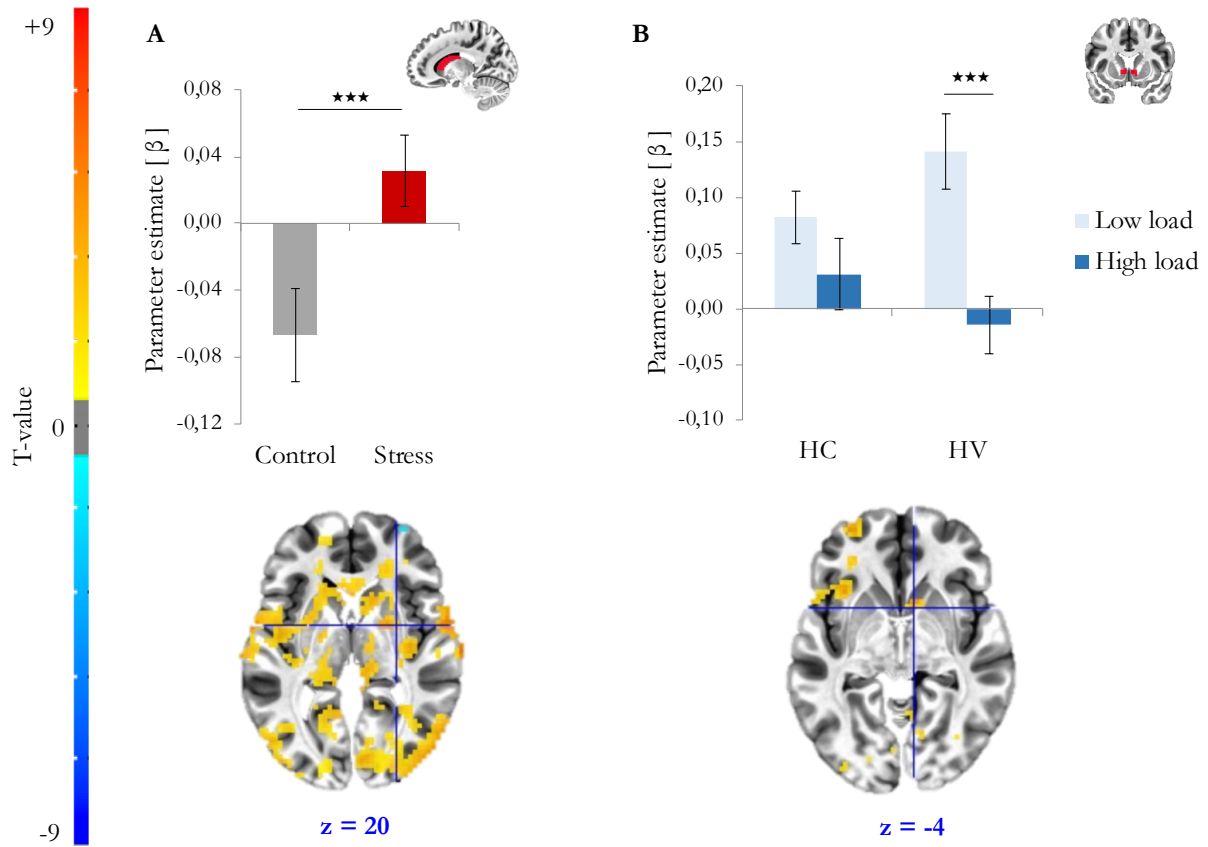 +9
T-value
0
-9
A
★★★
Parameter estimate [ β ]
0,08
0,04
0,00
-0,04
-0,08
-0,12
Control
Stress
z = 20
B
★★★
Parameter estimate [ β ]
0,20
0,15
0,10
0,05
0,00
-0,05
-0,10
HC
HV
Low load
High load
z = -4